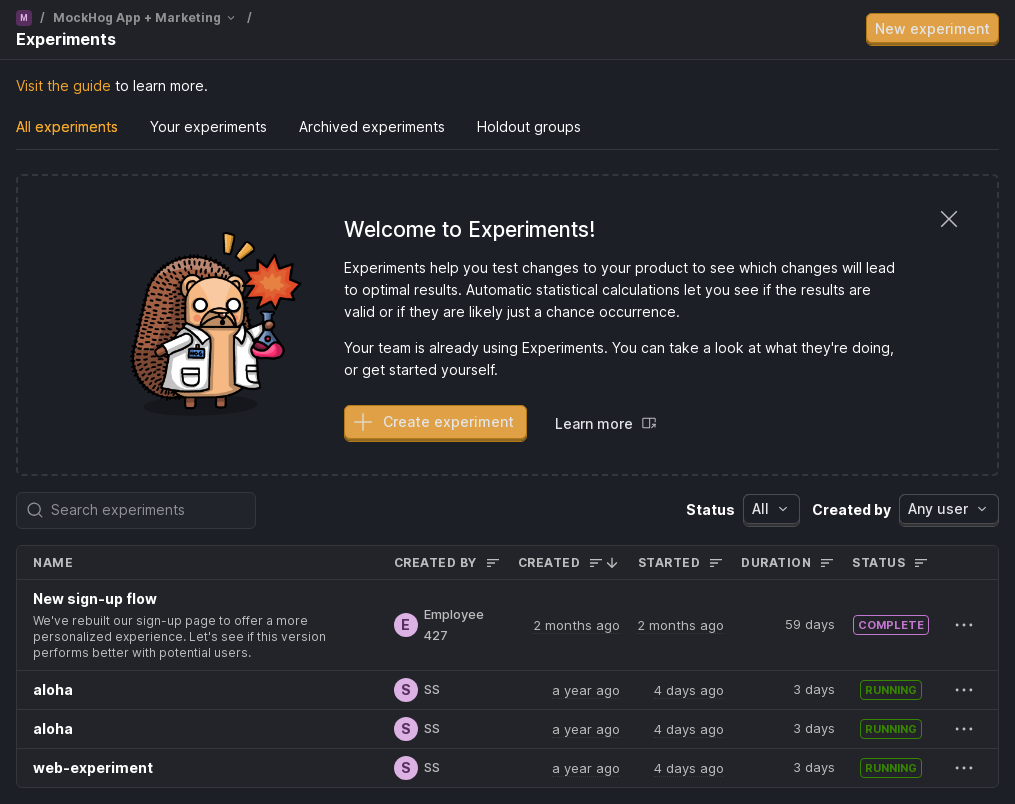 M / MockHog App + Marketing /
Experiments
New experiment
Visit the guide to learn more.
All experiments Your experiments Archived experiments Holdout groups
Welcome to Experiments!
Experiments help you test changes to your product to see which changes will lead
to optimal results. Automatic statistical calculations let you see if the results are
valid or if they are likely just a chance occurrence.
Your team is already using Experiments. You can take a look at what they're doing,
or get started yourself.
Create experiment Learn more
Search experiments Status All Created by Any user
NAME CREATED BY CREATED STARTED DURATION STATUS
New sign-up flow
We've rebuilt our sign-up page to offer a more
personalized experience. Let's see if this version
performs better with potential users.
E Employee
427
2 months ago 2 months ago 59 days COMPLETE
aloha S SS a year ago 4 days ago 3 days RUNNING
aloha S SS a year ago 4 days ago 3 days RUNNING
web-experiment S SS a year ago 4 days ago 3 days RUNNING